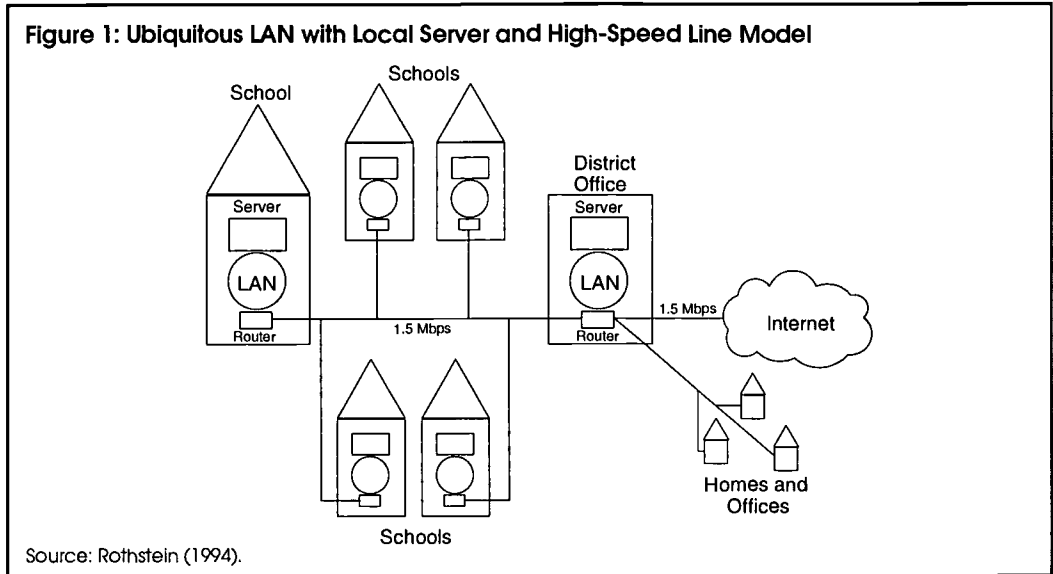 Figure 1: Ubiquitous LAN with Local Server and High-Speed Line Model
Schools
School
District
Office
Server
Server
LAN
LAN
1.5 Mbps
1.5 Mbps
Internet
Router
Router
Homes and
Offices
Schools
Source: Rothstein (1994).